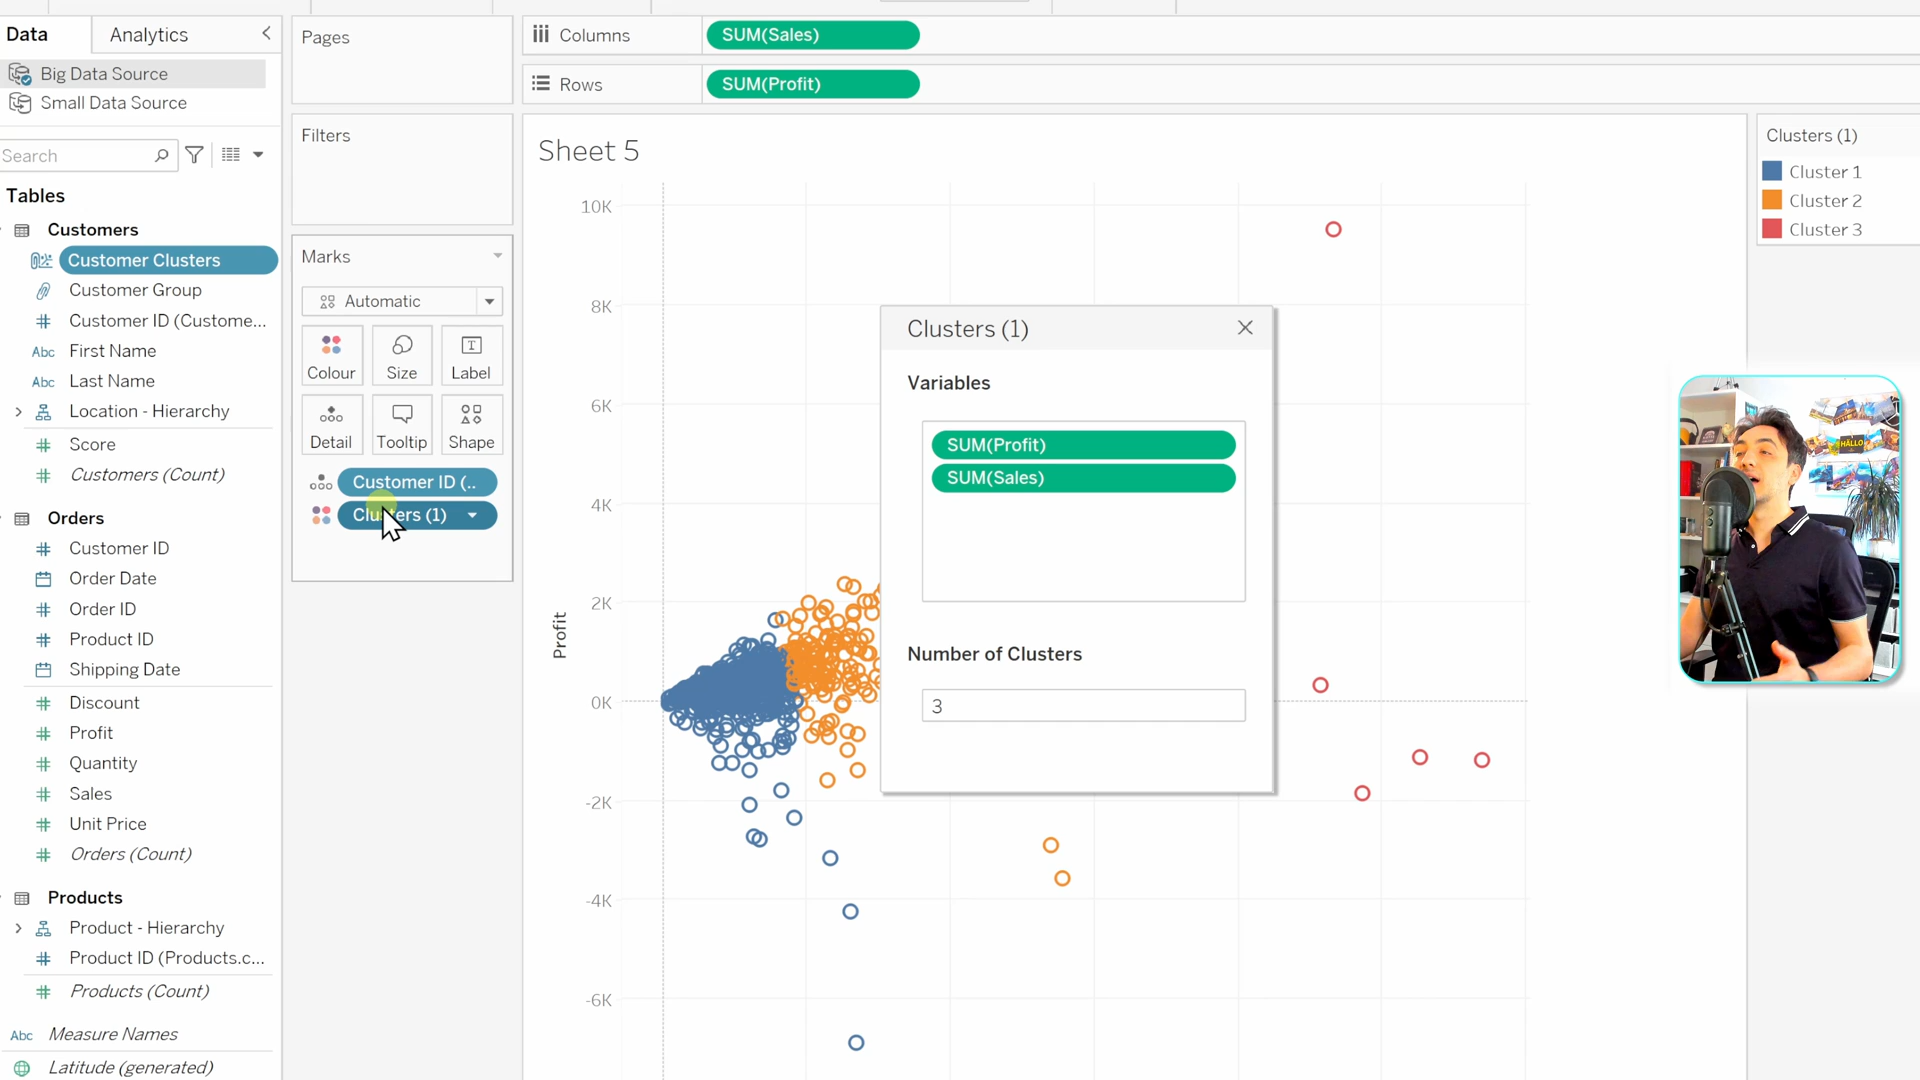 Data
Analytics
Big Data Source
Small Data Source
Search
Tables
Customers
Customer Clusters
Customer Group
Customer ID (Custome...
Abc First Name
Abc Last Name
Location - Hierarchy
Score
Customers (Count)
Orders
Customer ID
Order Date
Order ID
Product ID
Shipping Date
Discount
Profit
Quantity
Sales
Unit Price
Orders (Count)
Products
Product - Hierarchy
Product ID (Products.c...
Products (Count)
Abc Measure Names
Latitude (generated)
Pages
Filters
Marks
Automatic
Colour
Size
Label
Detail
Tooltip
Shape
Customer ID (..
Clusters (1)
Columns
SUM(Sales)
Rows
SUM(Profit)
Sheet 5
10K
8K
6K
4K
2K
0K
-2K
-4K
-6K
Profit
Clusters (1)
Variables
SUM(Profit)
SUM(Sales)
Number of Clusters
3
Clusters (1)
Cluster 1
Cluster 2
Cluster 3
HALLO